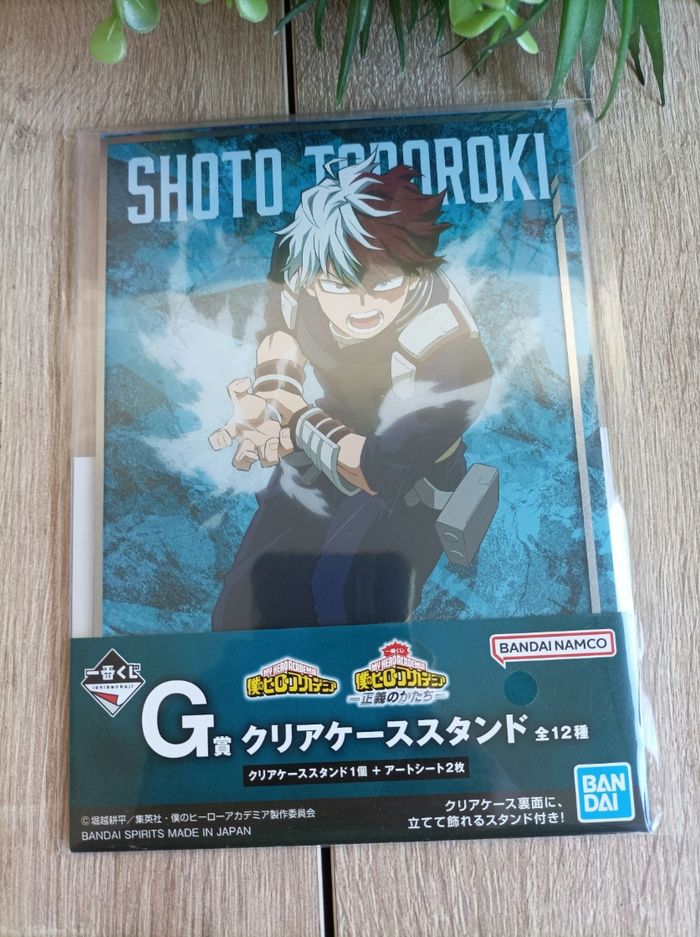 SHOTO TODOROKI
BANDAI NAMCO
一番くじ
ichibankuji
MY HERO ACADEMIA
僕のヒーローアカデミア
一番くじ
MY HERO ACADEMIA
僕のヒーローアカデミア
正義のかたち
G賞 クリアケーススタンド 全12種
クリアケーススタンド1個 + アートシート2枚
クリアケース裏面に、
立てて飾れるスタンド付き!
BAN
DAI
©堀越耕平/集英社・僕のヒーローアカデミア製作委員会
BANDAI SPIRITS MADE IN JAPAN